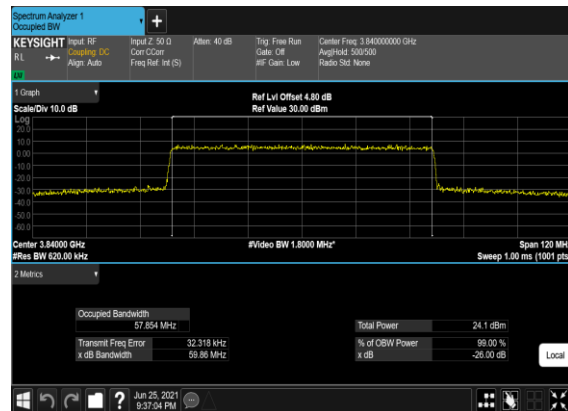 Spectrum Analyzer 1
Occupied BW
KEYSIGHT Input: RF Input Z: 50 Ω Atten: 40 dB Trig: Free Run Center Freq: 3.840000000 GHz
RL Coupling: DC Corr CCorr Gate: Off Avg|Hold: 500/500
Align: Auto Freq Ref: Int (S) #IF Gain: Low Radio Std: None
1 Graph
Ref Lvl Offset 4.80 dB
Scale/Div 10.0 dB Ref Value 30.00 dBm
Log
20.0
10.0
0.00
-10.0
-20.0
-30.0
-40.0
-50.0
-60.0
Center 3.84000 GHz #Video BW 1.8000 MHz* Span 120 MH
#Res BW 620.00 kHz Sweep 1.00 ms (1001 pts
2 Metrics
Occupied Bandwidth
57.854 MHz Total Power 24.1 dBm
Transmit Freq Error 32.318 kHz % of OBW Power 99.00 %
x dB Bandwidth 59.86 MHz x dB -26.00 dB
Local
? Jun 25, 2021
9:37:04 PM